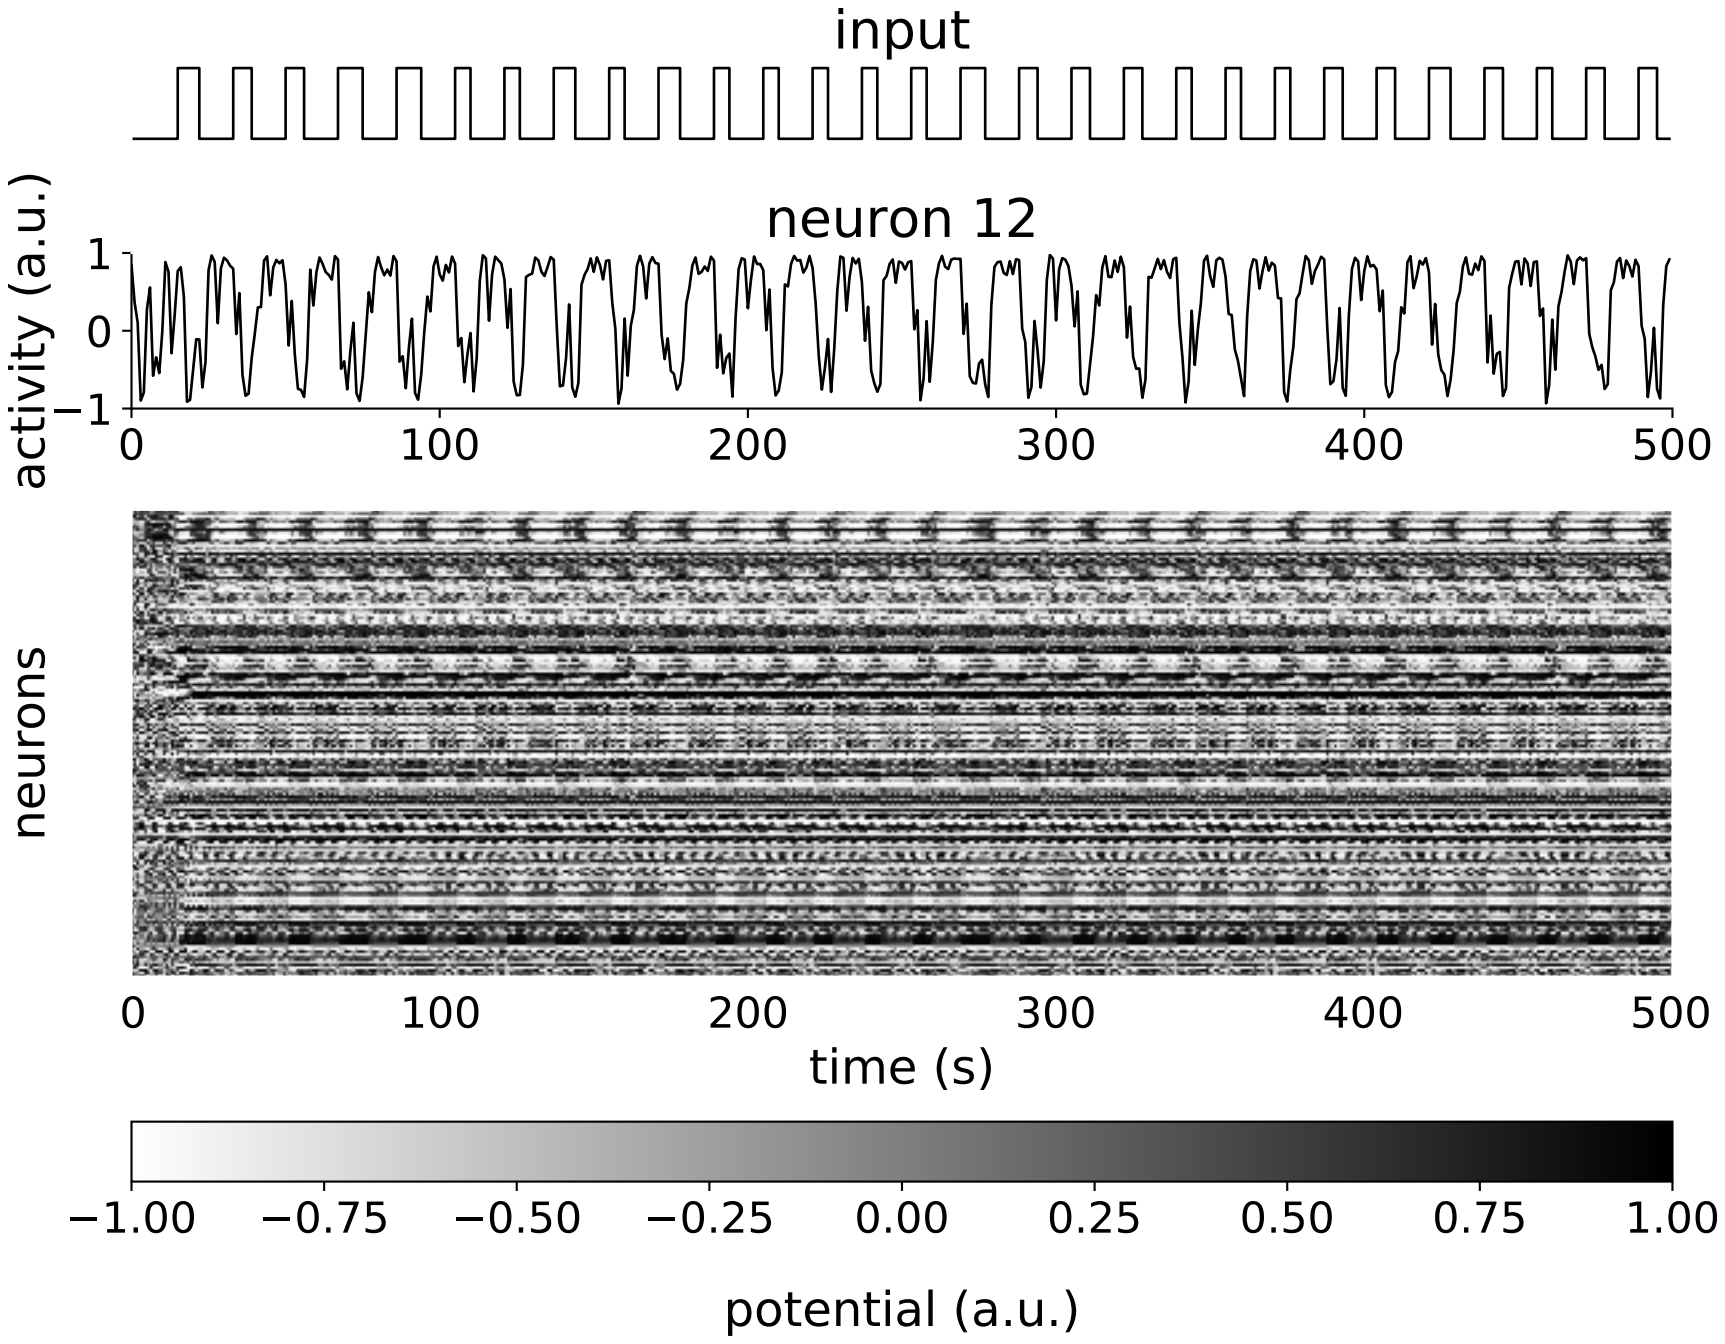 input
neuron 12
activity (a.u.)
1
0
−1
0 100 200 300 400 500
neurons
0 100 200 300 400 500
time (s)
−1.00 −0.75 −0.50 −0.25 0.00 0.25 0.50 0.75 1.00
potential (a.u.)